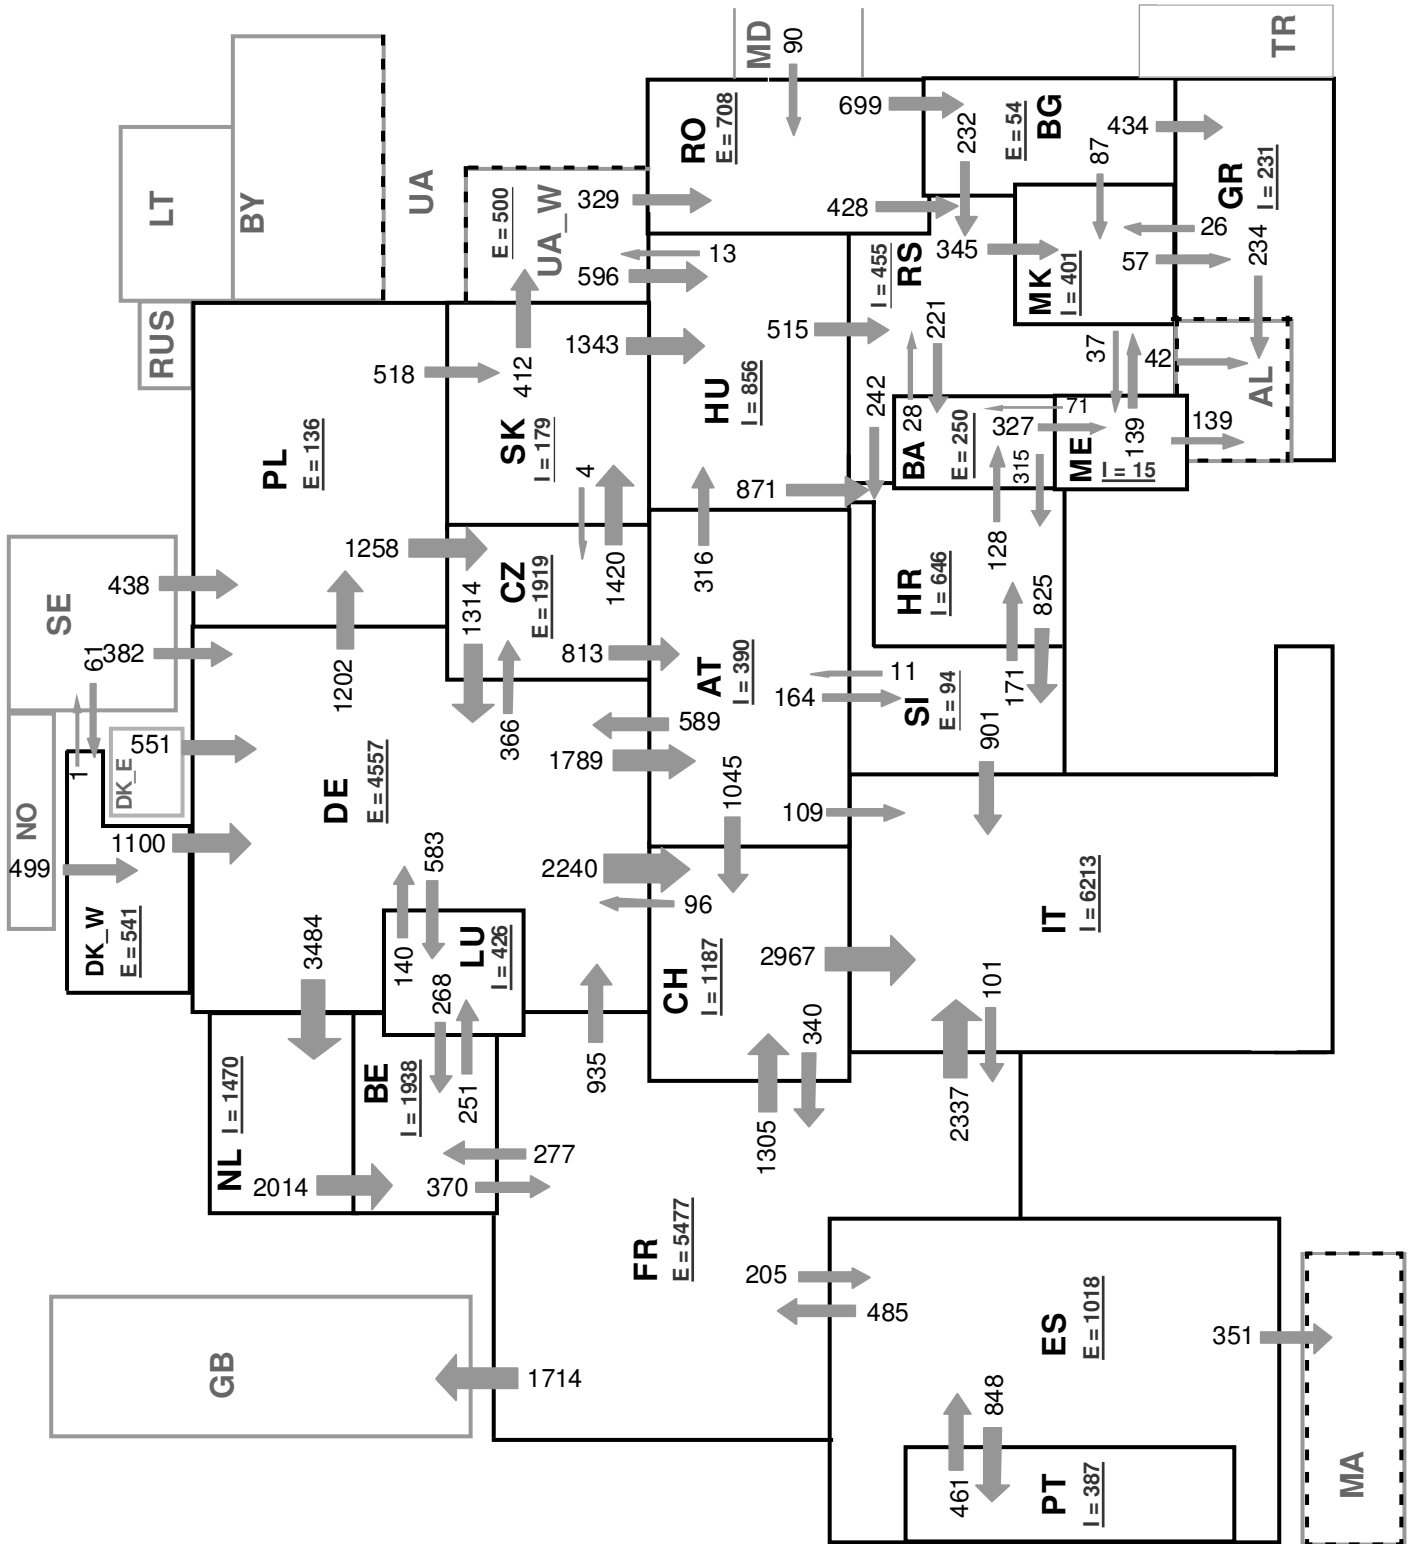 MD
90
TR
RO
E = 708
699
BG
E = 54
232
87
434
GR
I = 231
LT
BY
UA
UA_W
E = 500
329
428
RS
I = 455
345
26
57
234
13
596
MK
I = 401
RUS
412
1343
515
221
37
42
AL
518
PL
E = 136
SK
I = 179
HU
I = 856
242
28
BA
E = 250
71
327
315
139
ME
I = 15
139
4
871
SE
438
1258
CZ
E = 1919
1420
316
HR
I = 646
128
825
382
61
1202
1314
366
813
AT
I = 390
11
164
SI
E = 94
171
901
NO
1
551
DK_E
589
1789
1045
DE
E = 4557
109
499
1100
583
2240
DK_W
E = 541
3484
140
LU
I = 426
96
268
CH
I = 1187
2967
IT
I = 6213
101
340
NL
I = 1470
BE
I = 1938
251
935
1305
2337
2014
277
370
FR
E = 5477
205
485
ES
E = 1018
351
GB
1714
848
461
PT
I = 387
MA